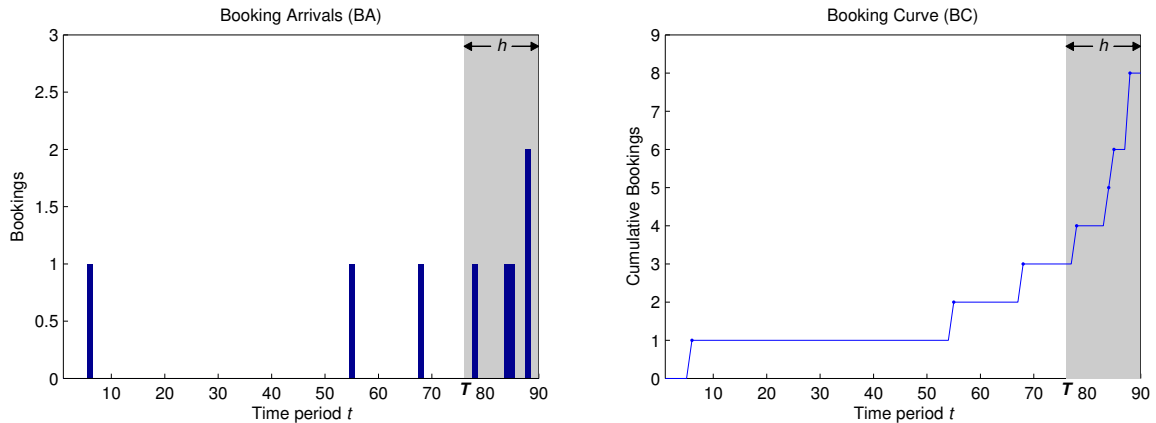 Booking Arrivals (BA)
h
3
2.5
2
1.5
1
0.5
0
Bookings
10 20 30 40 50 60 70 T 80 90
Time period t
Booking Curve (BC)
h
9
8
7
6
5
4
3
2
1
0
Cumulative Bookings
10 20 30 40 50 60 70 T 80 90
Time period t